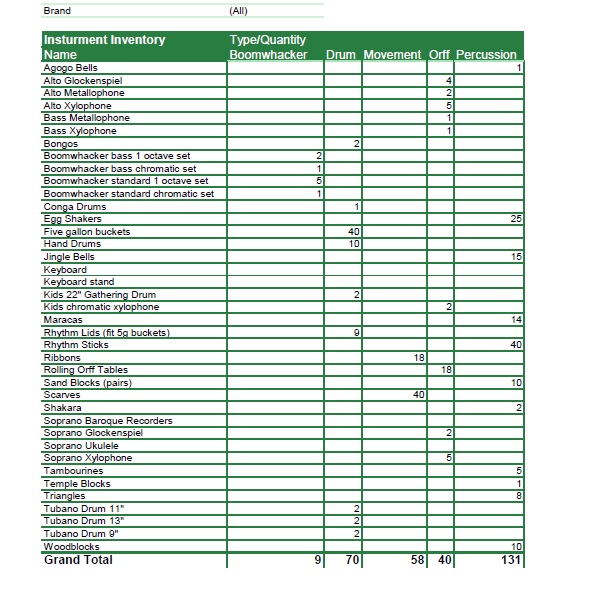 Brand (All)
Insturment Inventory Type/Quantity
Name Boomwhacker Drum Movement Orff Percussion
Agogo Bells 1
Alto Glockenspiel 4
Alto Metallophone 2
Alto Xylophone 5
Bass Metallophone 1
Bass Xylophone 1
Bongos 2
Boomwhacker bass 1 octave set 2
Boomwhacker bass chromatic set 1
Boomwhacker standard 1 octave set 5
Boomwhacker standard chromatic set 1
Conga Drums 1
Egg Shakers 25
Five gallon buckets 40
Hand Drums 10
Jingle Bells 15
Keyboard
Keyboard stand
Kids 22" Gathering Drum 2
Kids chromatic xylophone 2
Maracas 14
Rhythm Lids (fit 5g buckets) 9
Rhythm Sticks 40
Ribbons 18
Rolling Orff Tables 18
Sand Blocks (pairs) 10
Scarves 40
Shakara 2
Soprano Baroque Recorders
Soprano Glockenspiel 2
Soprano Ukulele
Soprano Xylophone 5
Tambourines 5
Temple Blocks 1
Triangles 8
Tubano Drum 11" 2
Tubano Drum 13" 2
Tubano Drum 9" 2
Woodblocks 10
Grand Total 9 70 58 40 131